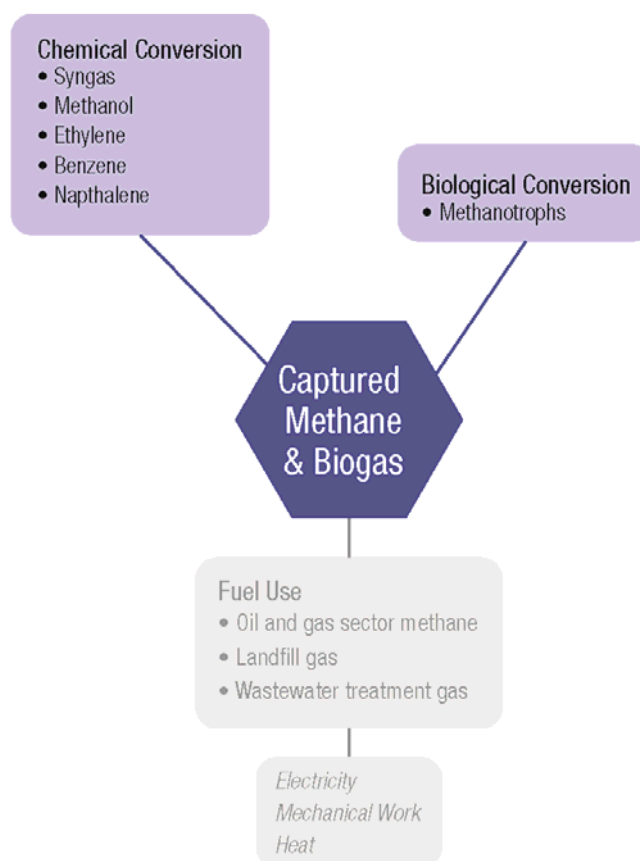 Chemical Conversion
• Syngas
• Methanol
• Ethylene
• Benzene
• Napthalene
Biological Conversion
• Methanotrophs
Captured
Methane
& Biogas
Fuel Use
• Oil and gas sector methane
• Landfill gas
• Wastewater treatment gas
Electricity
Mechanical Work
Heat